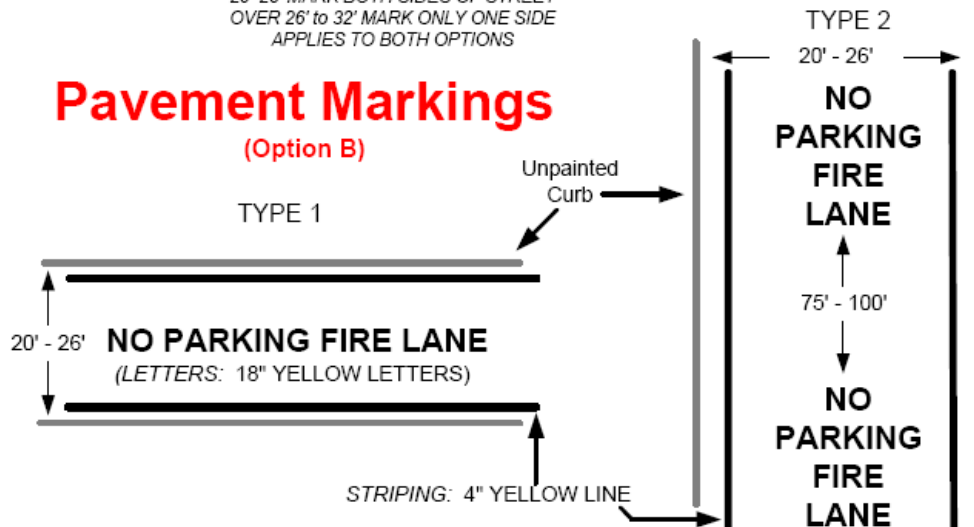 OVER 26' to 32' MARK ONLY ONE SIDE
APPLIES TO BOTH OPTIONS
Pavement Markings
(Option B)
TYPE 1
Unpainted
Curb
20' - 26'
NO PARKING FIRE LANE
(LETTERS: 18" YELLOW LETTERS)
STRIPING: 4" YELLOW LINE
TYPE 2
20' - 26'
NO
PARKING
FIRE
LANE
75' - 100'
NO
PARKING
FIRE
LANE